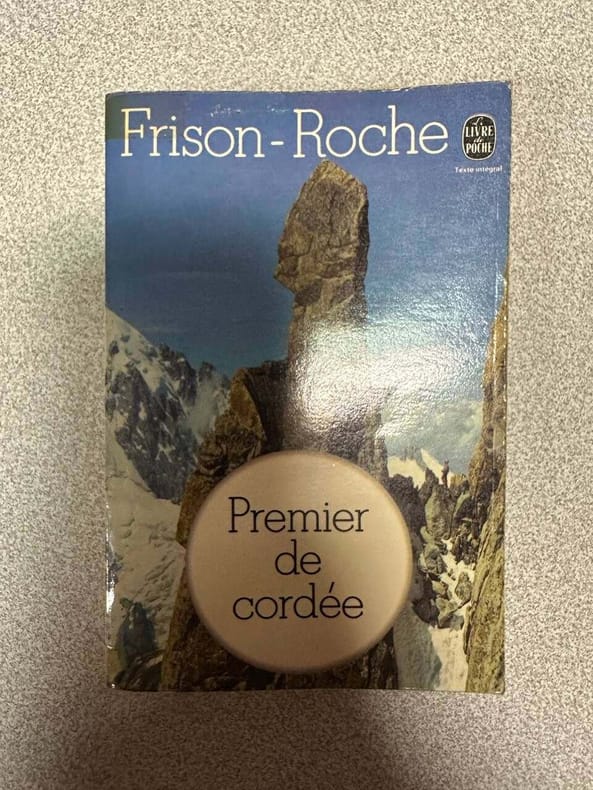 Frison-Roche
Le
LIVRE
de
POCHE
Texte intégral
Premier
de
cordée